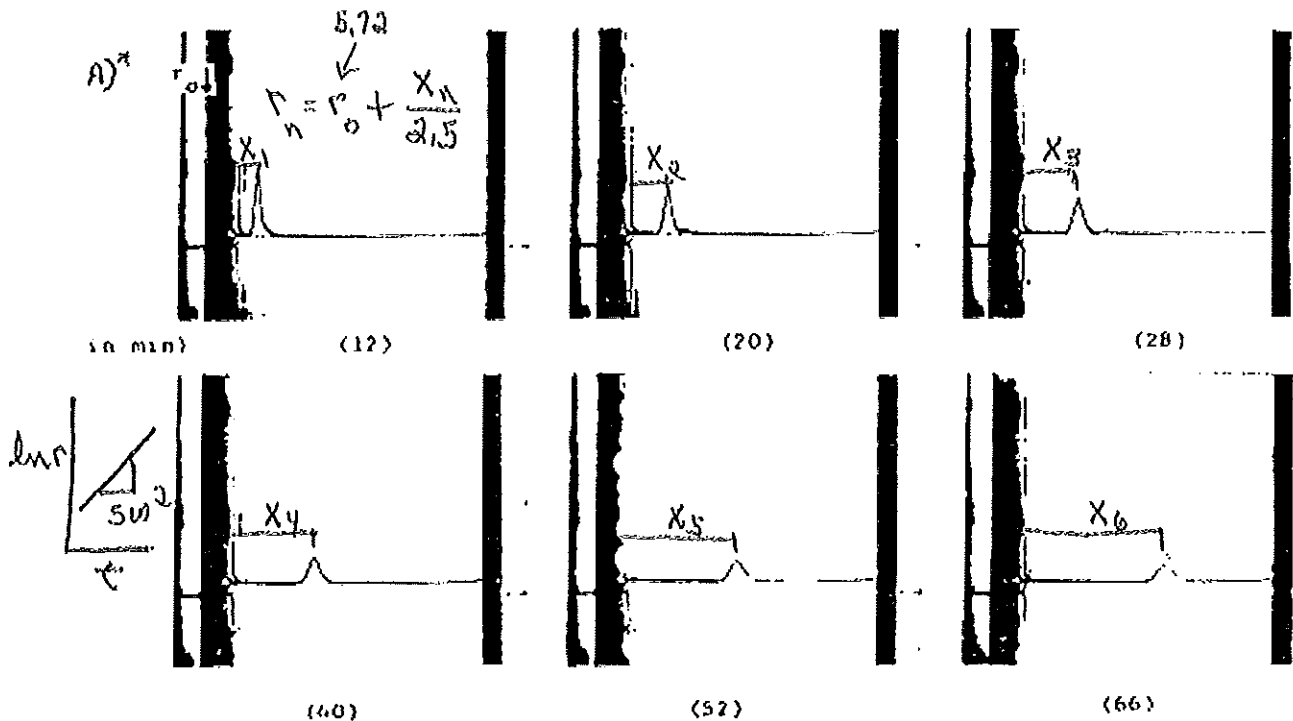 5,72
A)*
r₀
rₙ = r₀ + Xₙ / 2,5
X₁
X₂
X₃
in min)
(12)
(20)
(28)
ln r
sω²
X₄
X₅
X₆
(40)
(52)
(66)